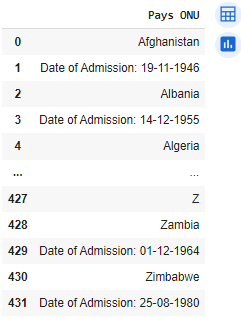 Pays ONU
0 Afghanistan
1 Date of Admission: 19-11-1946
2 Albania
3 Date of Admission: 14-12-1955
4 Algeria
... ...
427 Z
428 Zambia
429 Date of Admission: 01-12-1964
430 Zimbabwe
431 Date of Admission: 25-08-1980